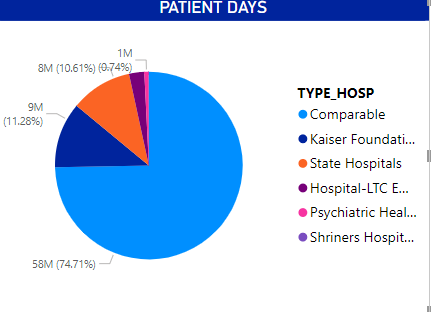 PATIENT DAYS
1M
(0.74%)
8M (10.61%)
9M
(11.28%)
58M (74.71%)
TYPE_HOSP
Comparable
Kaiser Foundati...
State Hospitals
Hospital-LTC E...
Psychiatric Heal...
Shriners Hospit...